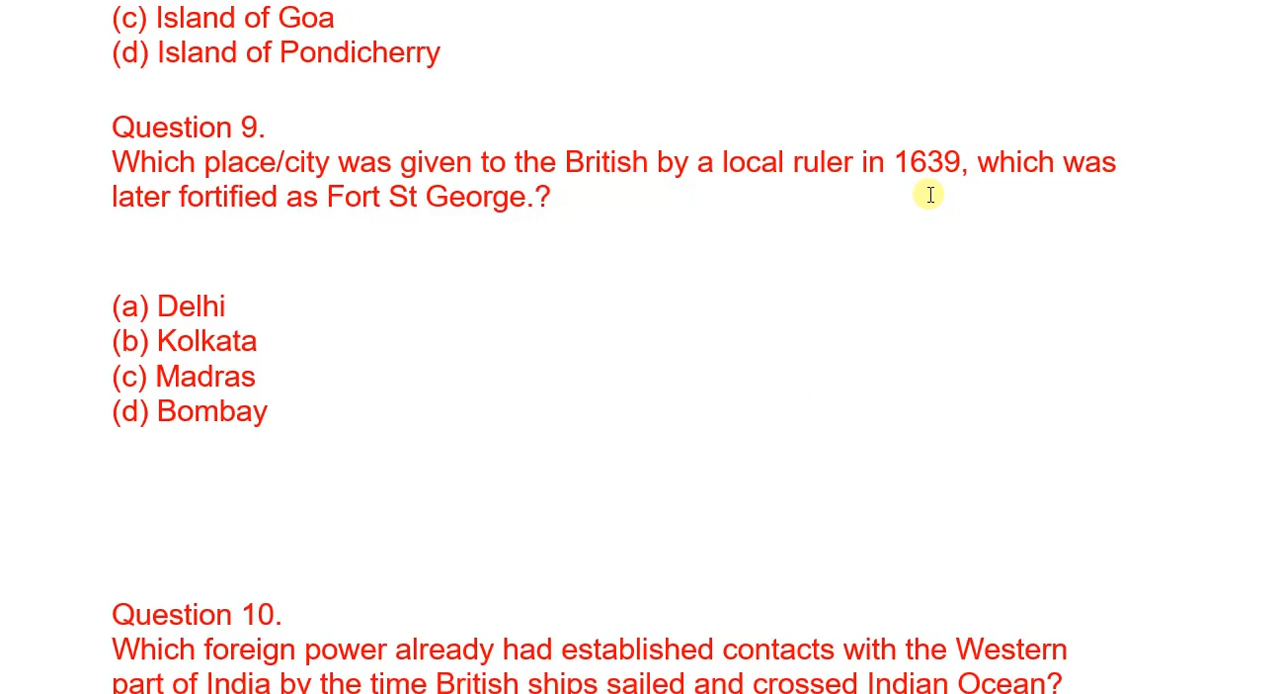 (c) Island of Goa
(d) Island of Pondicherry
Question 9.
Which place/city was given to the British by a local ruler in 1639, which was
later fortified as Fort St George.?
(a) Delhi
(b) Kolkata
(c) Madras
(d) Bombay
Question 10.
Which foreign power already had established contacts with the Western
part of India by the time British ships sailed and crossed Indian Ocean?